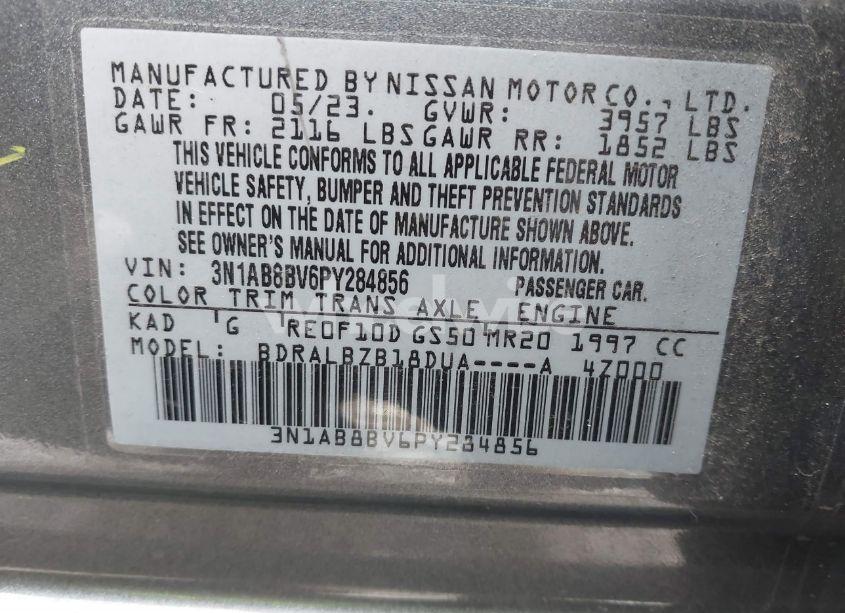 MANUFACTURED BY NISSAN MOTOR CO., LTD.
DATE: 05/23. GVWR: 3957 LBS
GAWR FR: 2116 LBS GAWR RR: 1852 LBS
THIS VEHICLE CONFORMS TO ALL APPLICABLE FEDERAL MOTOR
VEHICLE SAFETY, BUMPER AND THEFT PREVENTION STANDARDS
IN EFFECT ON THE DATE OF MANUFACTURE SHOWN ABOVE.
SEE OWNER'S MANUAL FOR ADDITIONAL INFORMATION.
VIN: 3N1AB8BV6PY284856 PASSENGER CAR.
COLOR TRIM TRANS AXLE ENGINE
KAD G RE0F10D GS50 MR20 1997 CC
MODEL: BDRALBZB18DUA----A 4Z000
3N1AB8BV6PY284856